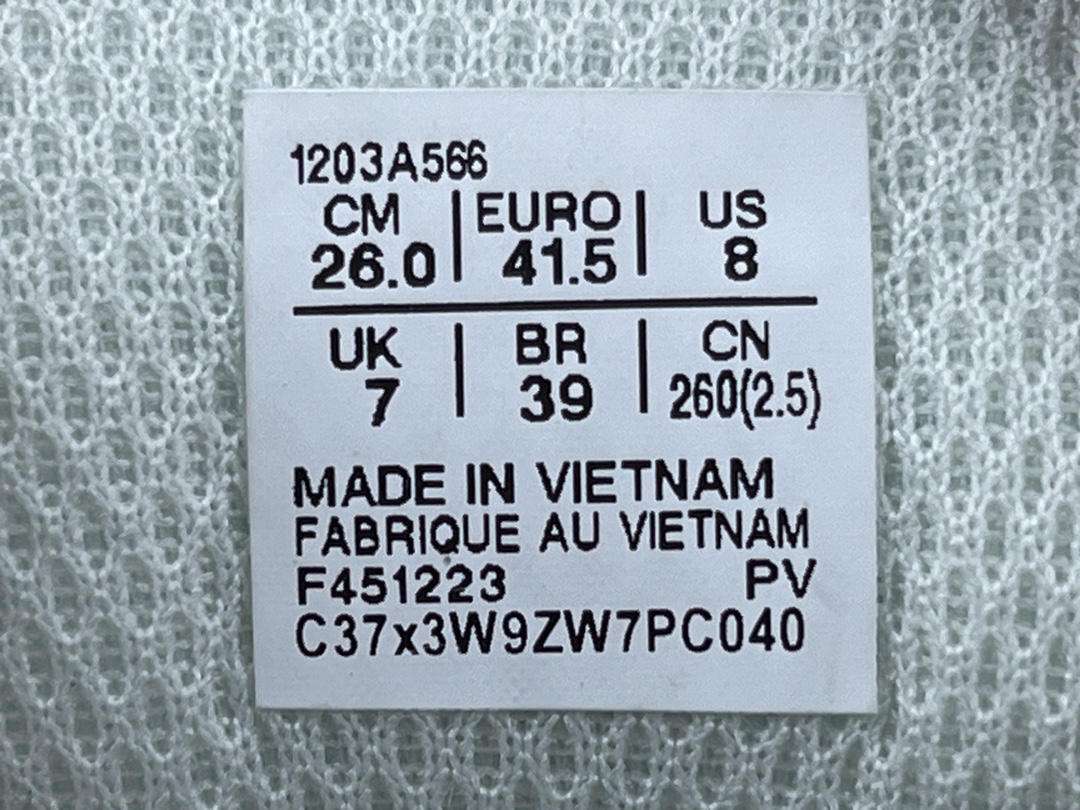 1203A566
CM | EURO | US
26.0 | 41.5 | 8
UK | BR | CN
7 | 39 | 260(2.5)
MADE IN VIETNAM
FABRIQUE AU VIETNAM
F451223 PV
C37x3W9ZW7PC040